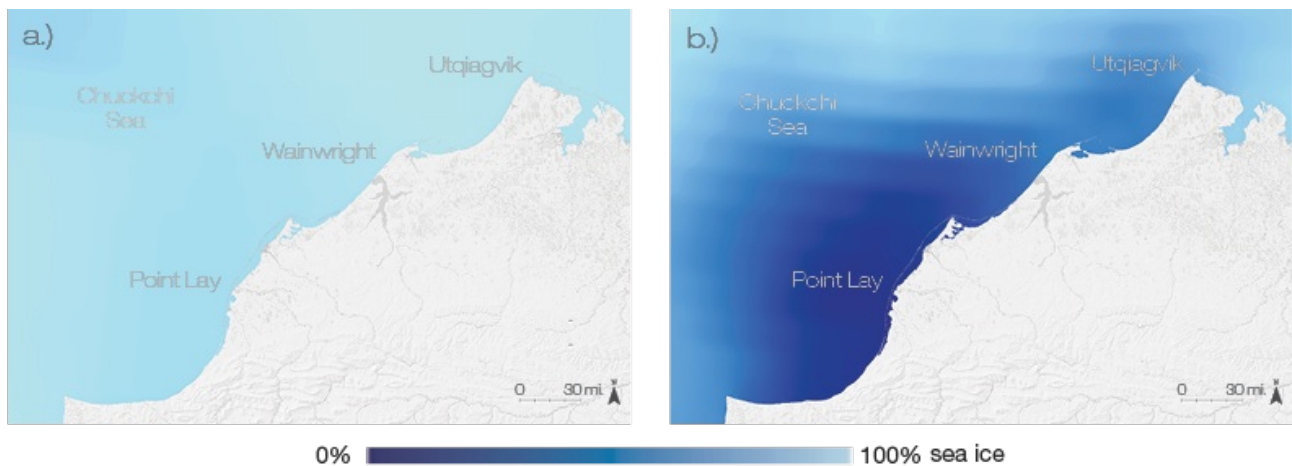 a.)
Utqiagvik
Chuckchi
Sea
Wainwright
Point Lay
0 30 mi.
N
b.)
Utqiagvik
Chuckchi
Sea
Wainwright
Point Lay
0 30 mi.
N
0% 100% sea ice